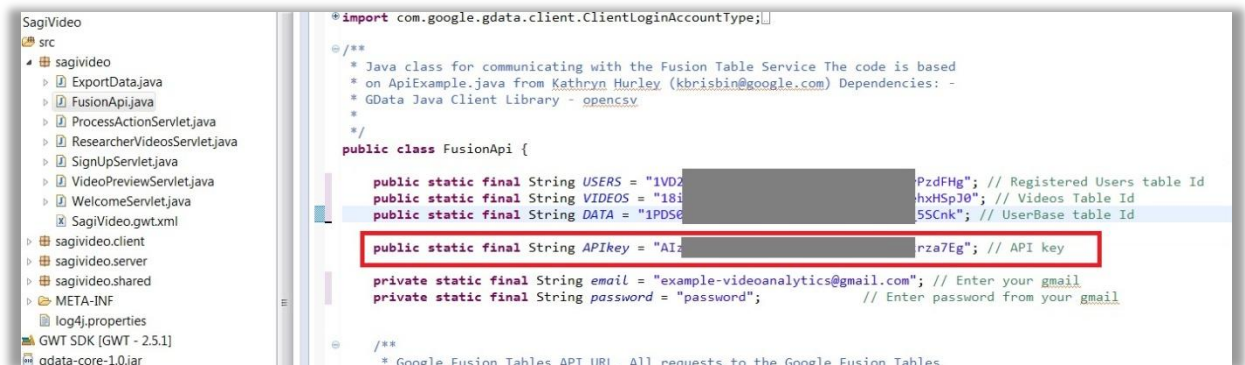 SagiVideo
src
sagivideo
ExportData.java
FusionApi.java
ProcessActionServlet.java
ResearcherVideosServlet.java
SignUpServlet.java
VideoPreviewServlet.java
WelcomeServlet.java
SagiVideo.gwt.xml
sagivideo.client
sagivideo.server
sagivideo.shared
META-INF
log4j.properties
GWT SDK [GWT - 2.5.1]
gdata-core-1.0.jar
import com.google.gdata.client.ClientLoginAccountType;
/**
* Java class for communicating with the Fusion Table Service The code is based
* on ApiExample.java from Kathryn Hurley (kbrisbin@google.com) Dependencies: -
* GData Java Client Library - opencsv
*
*/
public class FusionApi {
public static final String USERS = "1VD2 PzdFHg"; // Registered Users table Id
public static final String VIDEOS = "18i hxHSpJ0"; // Videos Table Id
public static final String DATA = "1PDS0 5SCnk"; // UserBase table Id
public static final String APIkey = "AIz rza7Eg"; // API key
private static final String email = "example-videoanalytics@gmail.com"; // Enter your gmail
private static final String password = "password"; // Enter password from your gmail
/**
* Google Fusion Tables API URL. All requests to the Google Fusion Tables